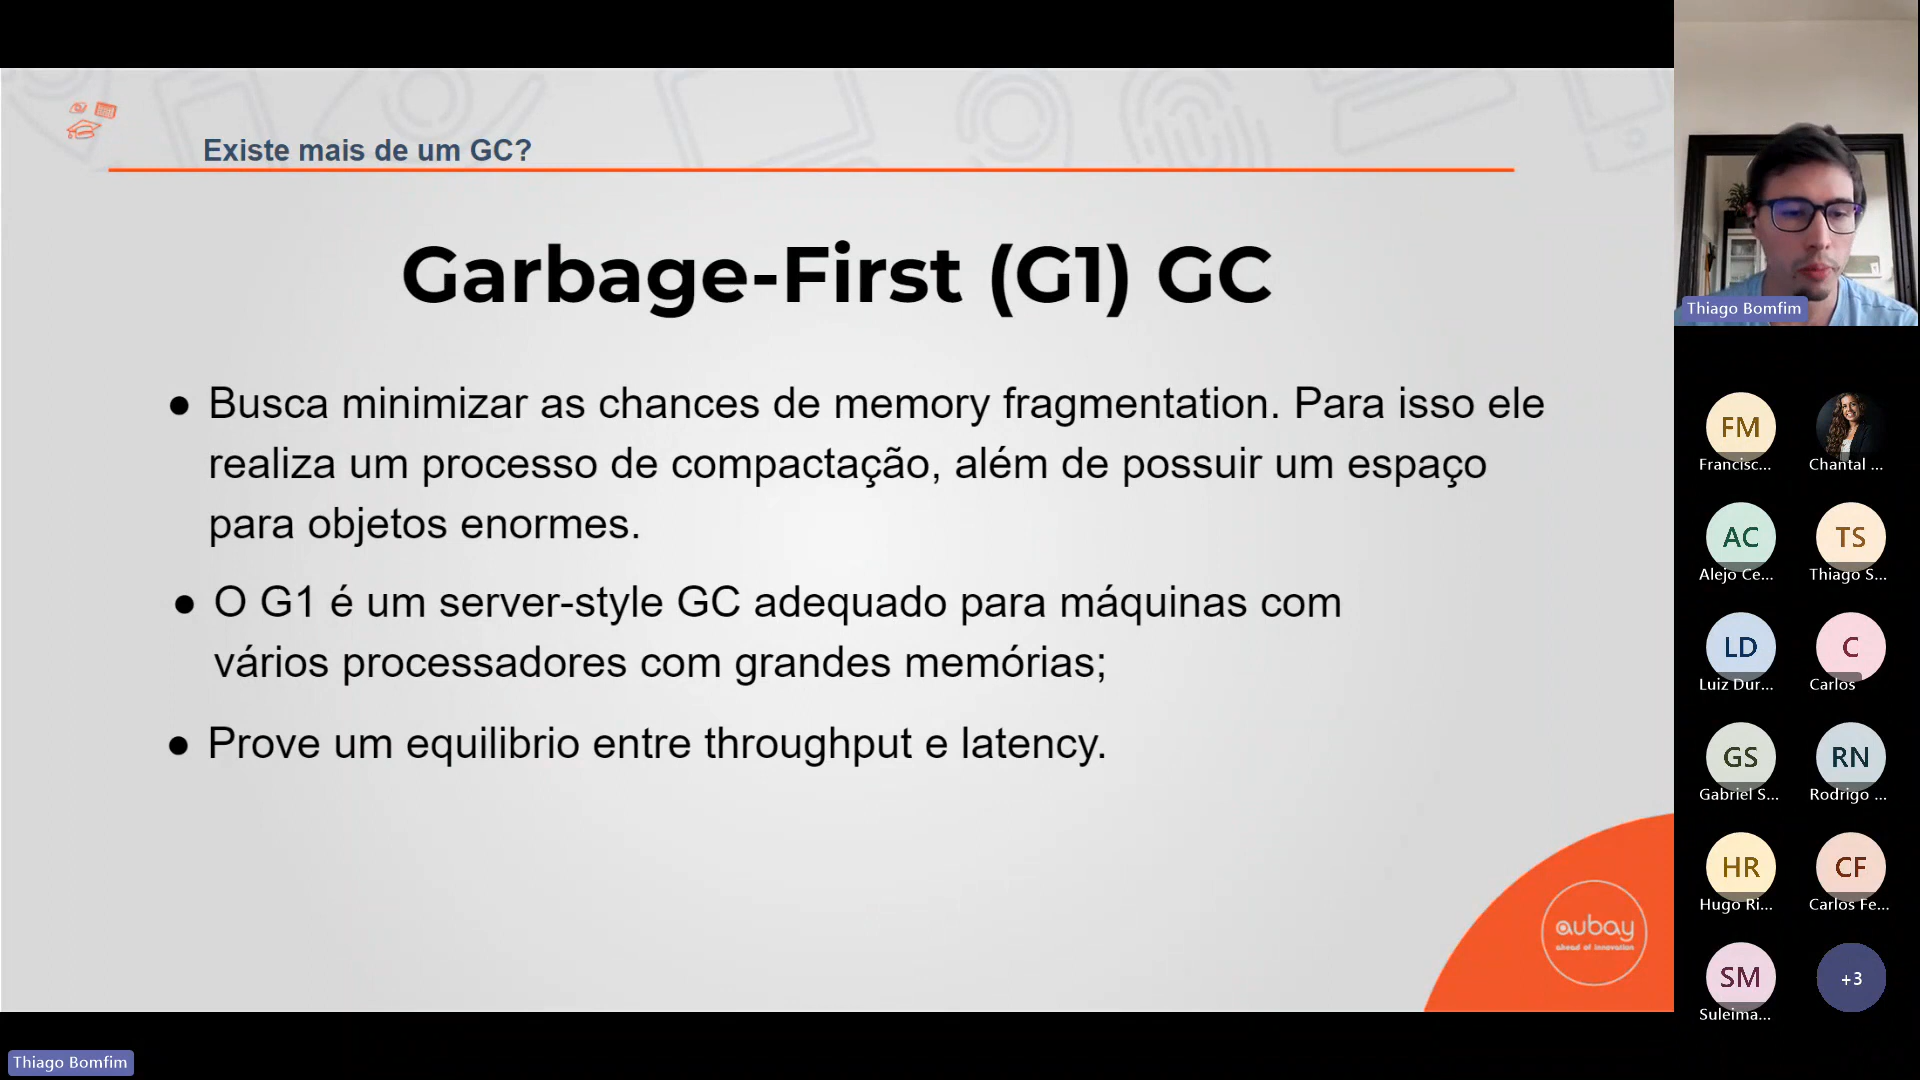 Existe mais de um GC?
Garbage-First (G1) GC
● Busca minimizar as chances de memory fragmentation. Para isso ele
realiza um processo de compactação, além de possuir um espaço
para objetos enormes.
● O G1 é um server-style GC adequado para máquinas com
vários processadores com grandes memórias;
● Prove um equilibrio entre throughput e latency.
aubay
ahead of innovation
Thiago Bomfim
Thiago Bomfim
FM
Francisc...
Chantal ...
AC
Alejo Ce...
TS
Thiago S...
LD
Luiz Dur...
C
Carlos
GS
Gabriel S...
RN
Rodrigo ...
HR
Hugo Ri...
CF
Carlos Fe...
SM
Suleima...
+3